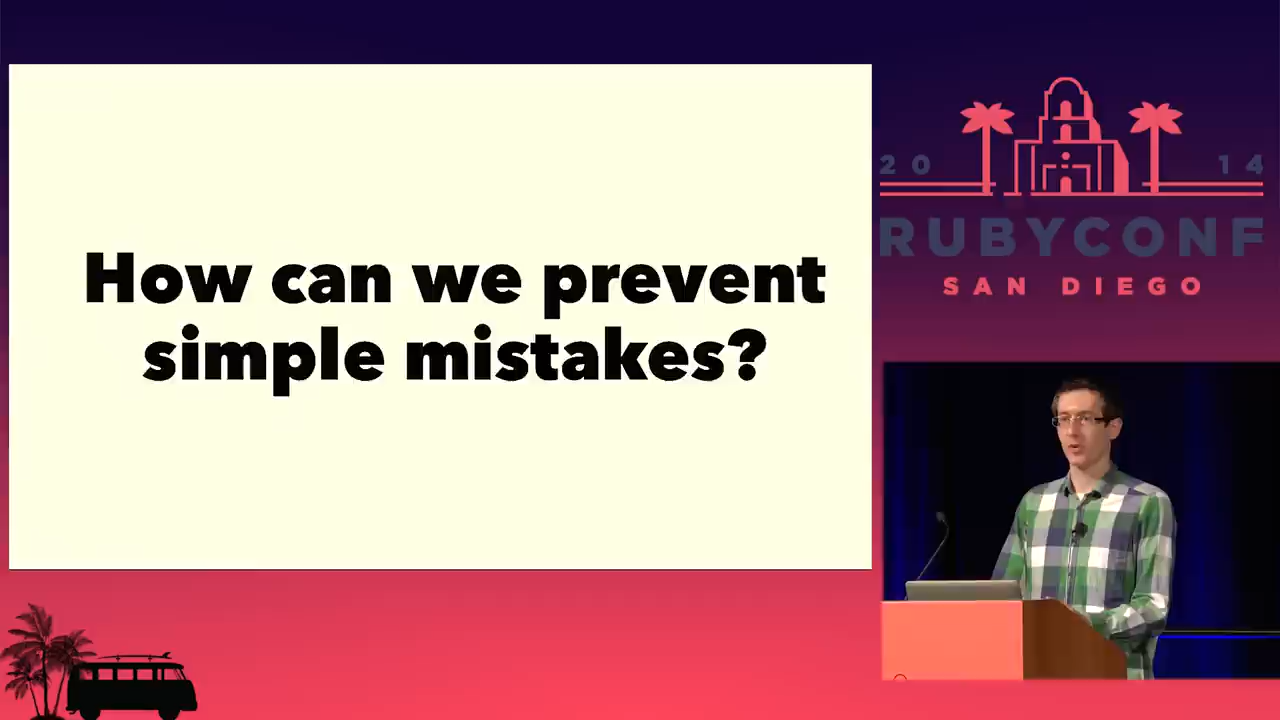 How can we prevent
simple mistakes?
20 14
RUBYCONF
SAN DIEGO